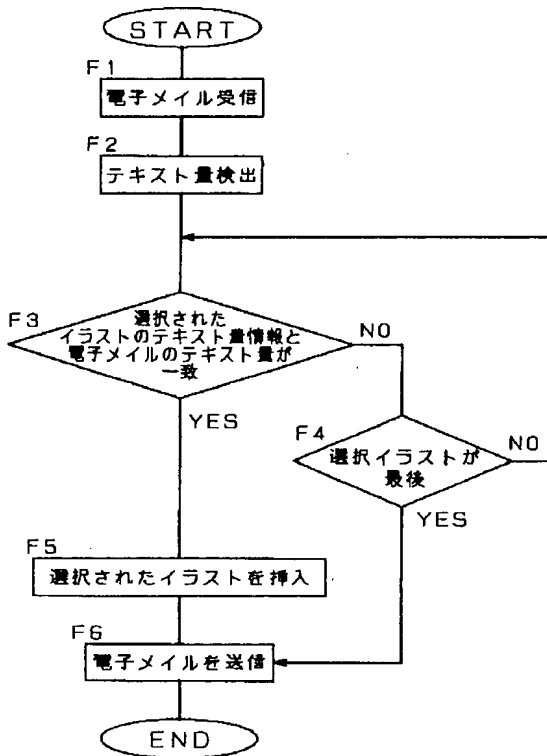 START
F1
電子メイル受信
F2
テキスト量検出
F3
選択された
イラストのテキスト量情報と
電子メイルのテキスト量が
一致
NO
YES
F4
選択イラストが
最後
NO
YES
F5
選択されたイラストを挿入
F6
電子メイルを送信
END